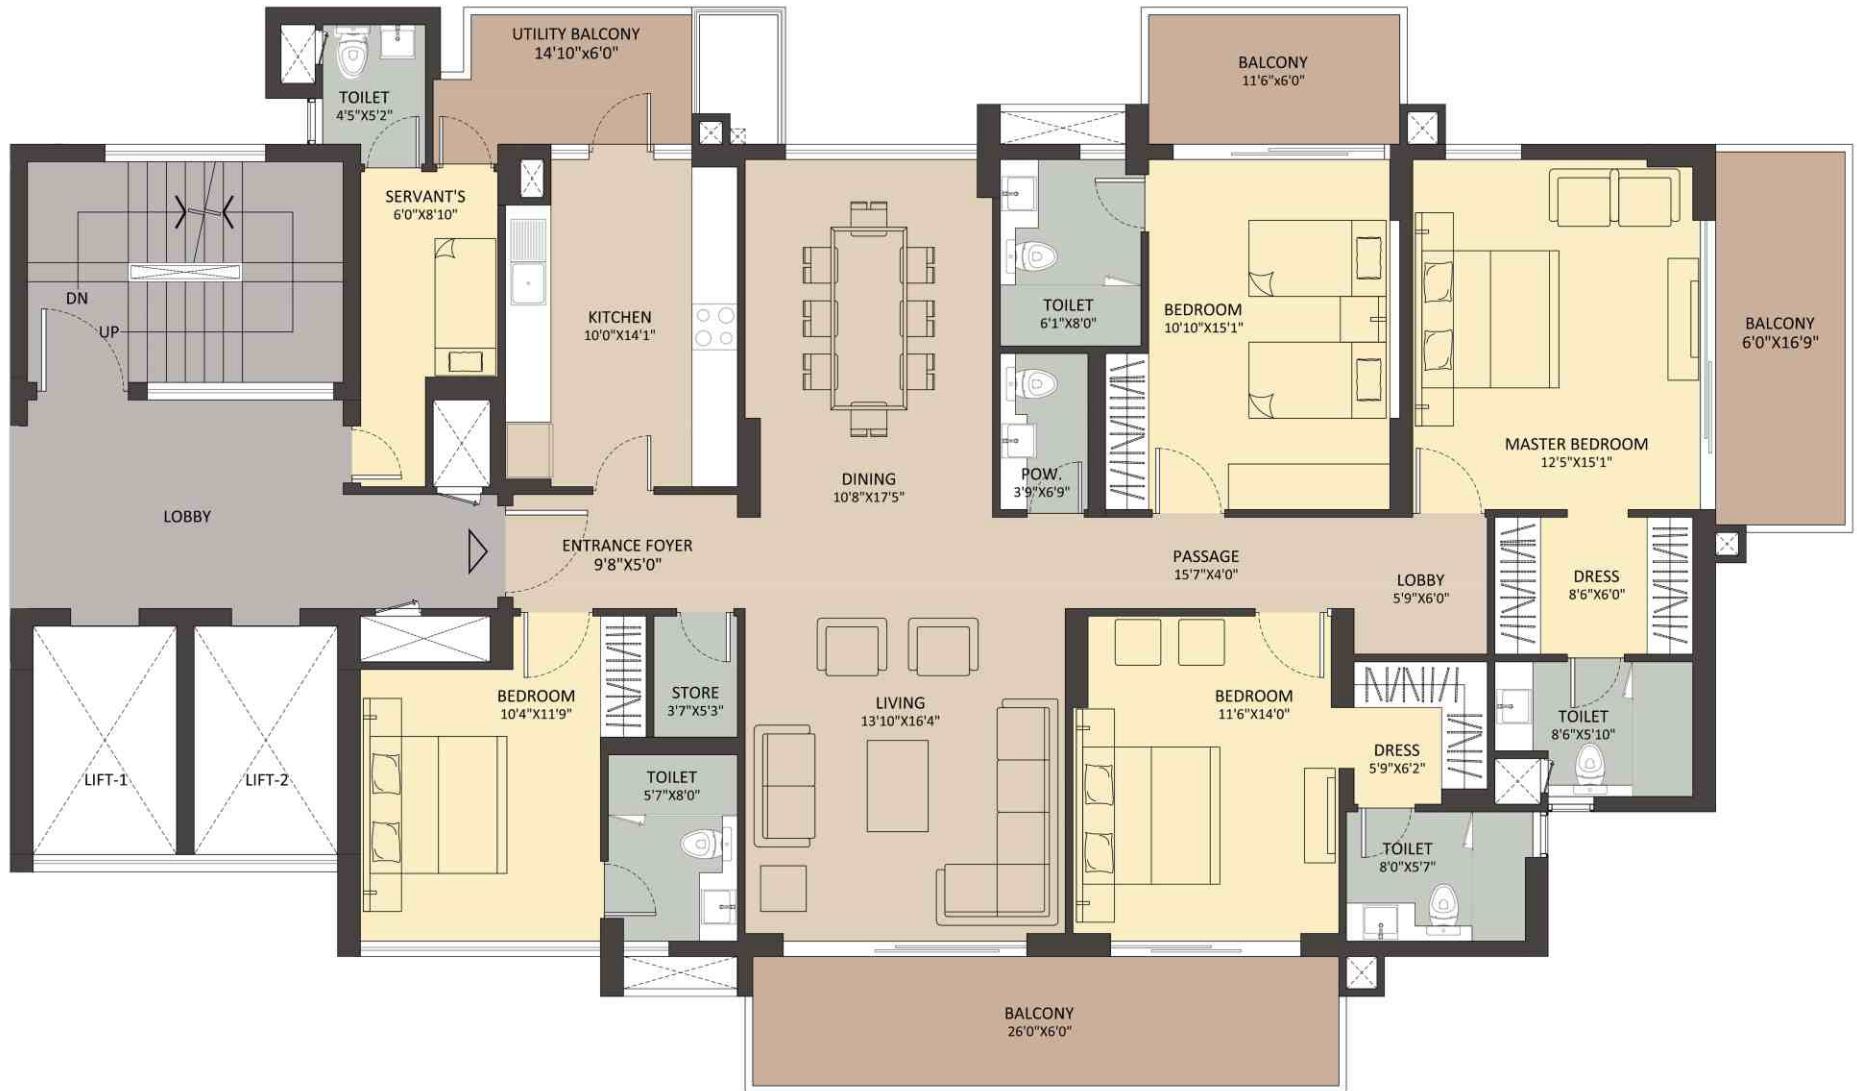 UTILITY BALCONY
14'10"x6'0"
BALCONY
11'6"x6'0"
TOILET
4'5"X5'2"
SERVANT'S
6'0"X8'10"
DN
UP
KITCHEN
10'0"X14'1"
TOILET
6'1"X8'0"
BEDROOM
10'10"X15'1"
BALCONY
6'0"X16'9"
MASTER BEDROOM
12'5"X15'1"
DINING
10'8"X17'5"
POW.
3'9"X6'9"
LOBBY
ENTRANCE FOYER
9'8"X5'0"
PASSAGE
15'7"X4'0"
LOBBY
5'9"X6'0"
DRESS
8'6"X6'0"
BEDROOM
10'4"X11'9"
STORE
3'7"X5'3"
LIVING
13'10"X16'4"
BEDROOM
11'6"X14'0"
TOILET
8'6"X5'10"
DRESS
5'9"X6'2"
LIFT-1
LIFT-2
TOILET
5'7"X8'0"
TOILET
8'0"X5'7"
BALCONY
26'0"X6'0"